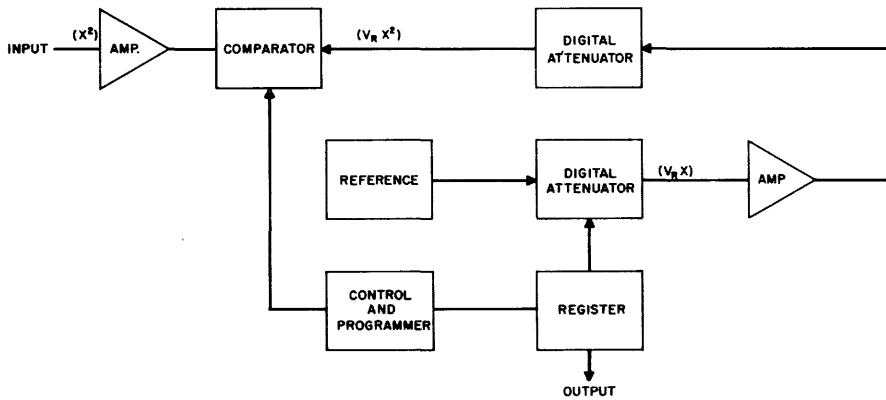 INPUT
(X²)
AMP.
COMPARATOR
(V_R X²)
DIGITAL
ATTENUATOR
REFERENCE
DIGITAL
ATTENUATOR
(V_R X)
AMP
CONTROL
AND
PROGRAMMER
REGISTER
OUTPUT